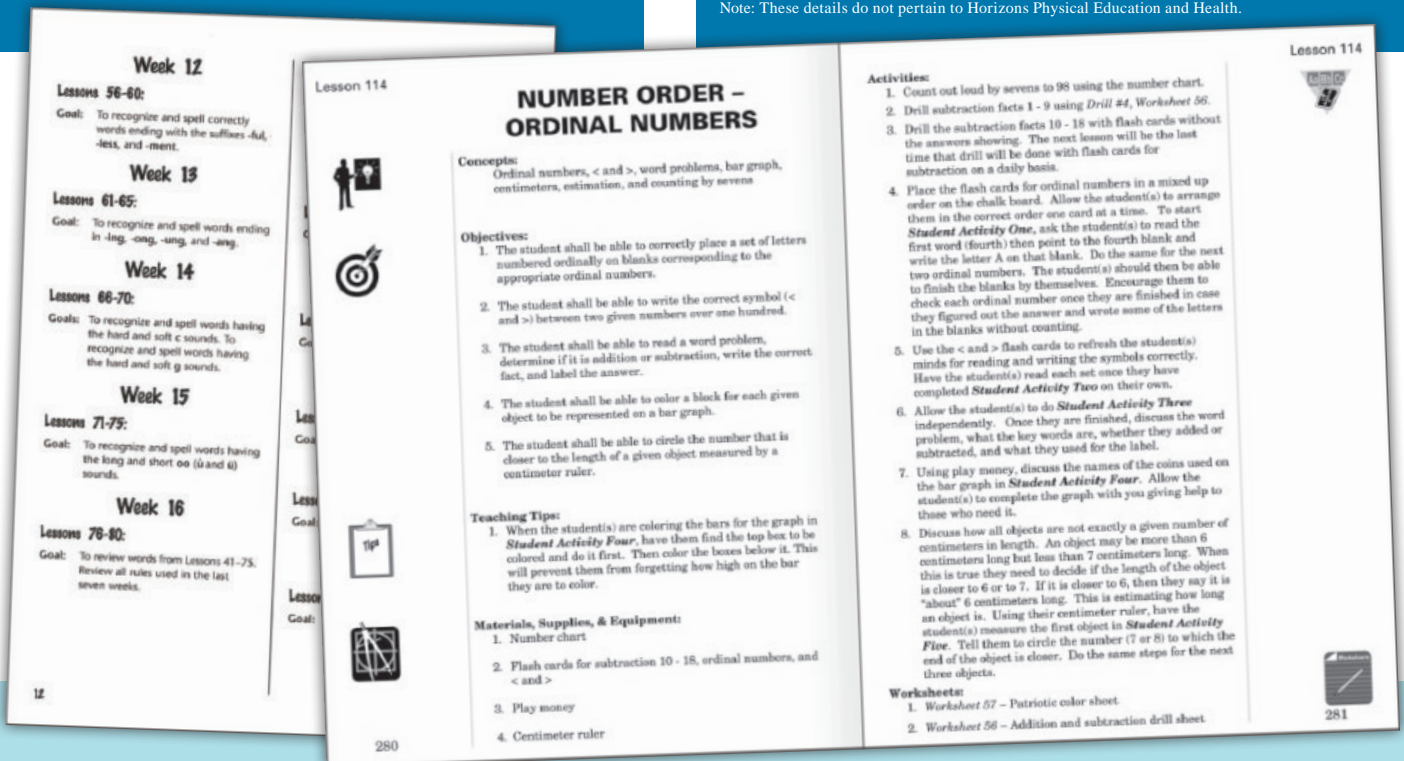 Note: These details do not pertain to Horizons Physical Education and Health.
Week 12
Lessons 56-60:
Goal: To recognize and spell correctly
words ending with the suffixes -ful,
-less, and -ment.
Week 13
Lessons 61-65:
Goal: To recognize and spell words ending
in -ing, -ong, -ung, and -ang.
Week 14
Lessons 66-70:
Goals: To recognize and spell words having
the hard and soft c sounds. To
recognize and spell words having
the hard and soft g sounds.
Week 15
Lessons 71-75:
Goal: To recognize and spell words having
the long and short oo (ü and u̇)
sounds.
Week 16
Lessons 76-80:
Goal: To review words from Lessons 41-75.
Review all rules used in the last
seven weeks.
12
Lesson 114
NUMBER ORDER –
ORDINAL NUMBERS
Concepts:
Ordinal numbers, < and >, word problems, bar graph,
centimeters, estimation, and counting by sevens
Objectives:
1. The student shall be able to correctly place a set of letters
numbered ordinally on blanks corresponding to the
appropriate ordinal numbers.
2. The student shall be able to write the correct symbol (<
and >) between two given numbers over one hundred.
3. The student shall be able to read a word problem,
determine if it is addition or subtraction, write the correct
fact, and label the answer.
4. The student shall be able to color a block for each given
object to be represented on a bar graph.
5. The student shall be able to circle the number that is
closer to the length of a given object measured by a
centimeter ruler.
Tips
Teaching Tips:
1. When the student(s) are coloring the bars for the graph in
Student Activity Four, have them find the top box to be
colored and do it first. Then color the boxes below it. This
will prevent them from forgetting how high on the bar
they are to color.
Materials, Supplies, & Equipment:
1. Number chart
2. Flash cards for subtraction 10 - 18, ordinal numbers, and
< and >
3. Play money
4. Centimeter ruler
280
Lesson 114
Activities:
1. Count out loud by sevens to 98 using the number chart.
2. Drill subtraction facts 1 - 9 using Drill #4, Worksheet 56.
3. Drill the subtraction facts 10 - 18 with flash cards without
the answers showing. The next lesson will be the last
time that drill will be done with flash cards for
subtraction on a daily basis.
4. Place the flash cards for ordinal numbers in a mixed up
order on the chalk board. Allow the student(s) to arrange
them in the correct order one card at a time. To start
Student Activity One, ask the student(s) to read the
first word (fourth) then point to the fourth blank and
write the letter A on that blank. Do the same for the next
two ordinal numbers. The student(s) should then be able
to finish the blanks by themselves. Encourage them to
check each ordinal number once they are finished in case
they figured out the answer and wrote some of the letters
in the blanks without counting.
5. Use the < and > flash cards to refresh the student(s)
minds for reading and writing the symbols correctly.
Have the student(s) read each set once they have
completed Student Activity Two on their own.
6. Allow the student(s) to do Student Activity Three
independently. Once they are finished, discuss the word
problem, what the key words are, whether they added or
subtracted, and what they used for the label.
7. Using play money, discuss the names of the coins used on
the bar graph in Student Activity Four. Allow the
student(s) to complete the graph with you giving help to
those who need it.
8. Discuss how all objects are not exactly a given number of
centimeters in length. An object may be more than 6
centimeters long but less than 7 centimeters long. When
this is true they need to decide if the length of the object
is closer to 6 or to 7. If it is closer to 6, then they say it is
"about" 6 centimeters long. This is estimating how long
an object is. Using their centimeter ruler, have the
student(s) measure the first object in Student Activity
Five. Tell them to circle the number (7 or 8) to which the
end of the object is closer. Do the same steps for the next
three objects.
Worksheets:
1. Worksheet 57 – Patriotic color sheet
2. Worksheet 56 – Addition and subtraction drill sheet
281